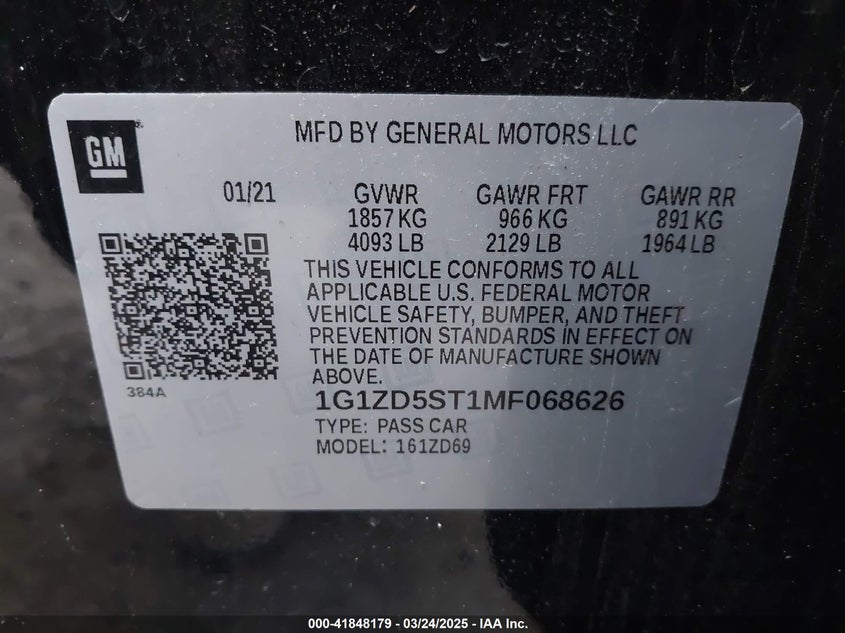 GM
MFD BY GENERAL MOTORS LLC
01/21 GVWR GAWR FRT GAWR RR
1857 KG 966 KG 891 KG
4093 LB 2129 LB 1964 LB
THIS VEHICLE CONFORMS TO ALL
APPLICABLE U.S. FEDERAL MOTOR
VEHICLE SAFETY, BUMPER, AND THEFT
PREVENTION STANDARDS IN EFFECT ON
THE DATE OF MANUFACTURE SHOWN
ABOVE.
384A
1G1ZD5ST1MF068626
TYPE: PASS CAR
MODEL: 161ZD69
000-41848179 - 03/24/2025 - IAA Inc.